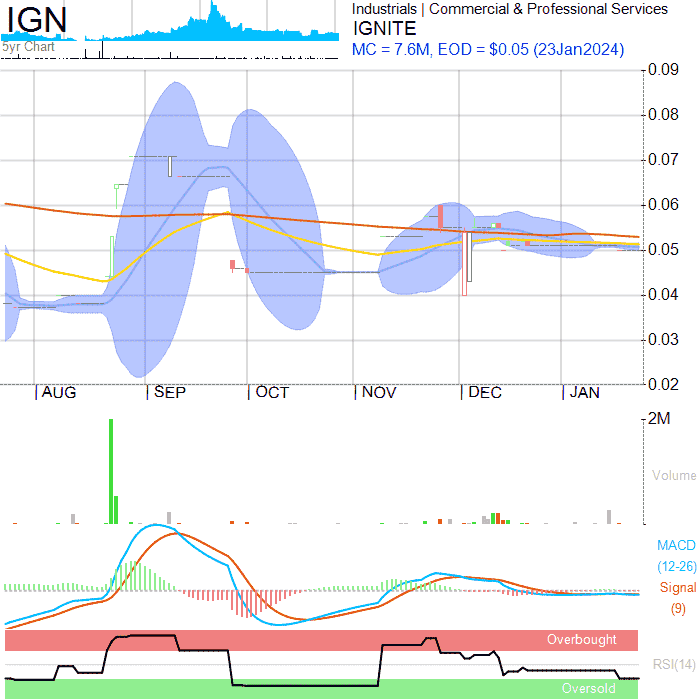 IGN
Industrials | Commercial & Professional Services
IGNITE
5yr Chart
MC = 7.6M, EOD = $0.05 (23Jan2024)
0.09
0.08
0.07
0.06
0.05
0.04
0.03
0.02
AUG SEP OCT NOV DEC JAN
2M
Volume
MACD
(12-26)
Signal
(9)
Overbought
RSI(14)
Oversold